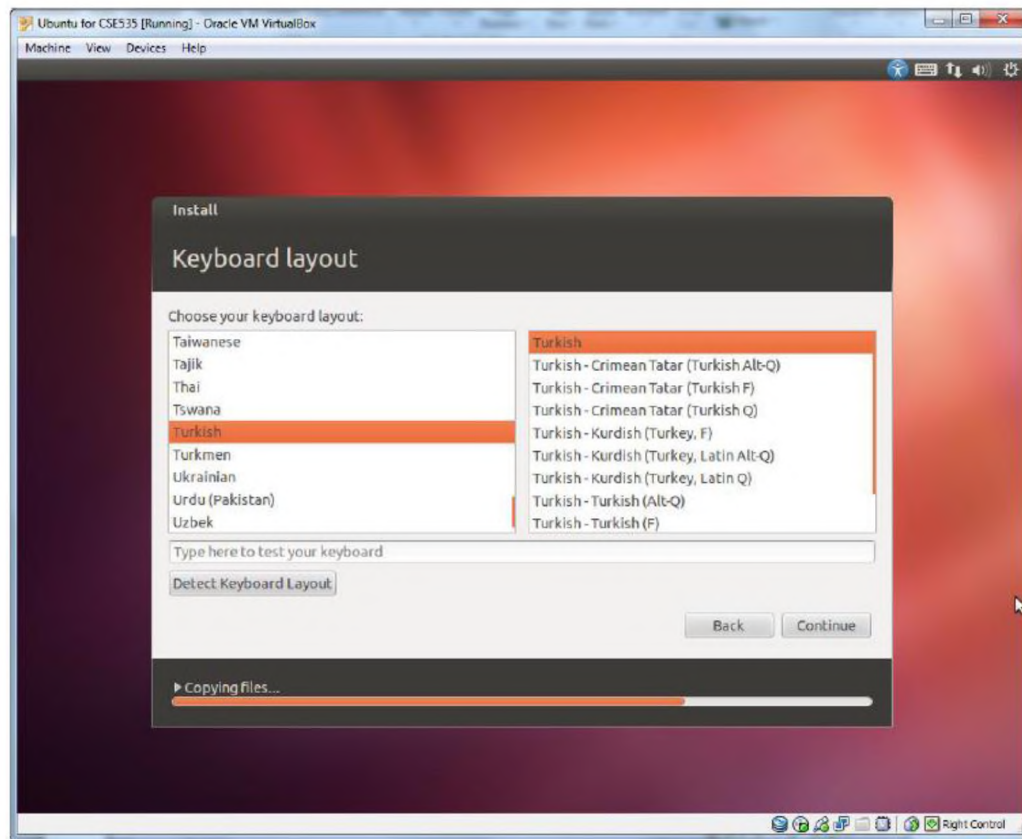 Ubuntu for CSE535 [Running] - Oracle VM VirtualBox
Machine View Devices Help
Install
Keyboard layout
Choose your keyboard layout:
Taiwanese
Tajik
Thai
Tswana
Turkish
Turkmen
Ukrainian
Urdu (Pakistan)
Uzbek
Turkish
Turkish - Crimean Tatar (Turkish Alt-Q)
Turkish - Crimean Tatar (Turkish F)
Turkish - Crimean Tatar (Turkish Q)
Turkish - Kurdish (Turkey, F)
Turkish - Kurdish (Turkey, Latin Alt-Q)
Turkish - Kurdish (Turkey, Latin Q)
Turkish - Turkish (Alt-Q)
Turkish - Turkish (F)
Type here to test your keyboard
Detect Keyboard Layout
Back Continue
Copying files...
Right Control